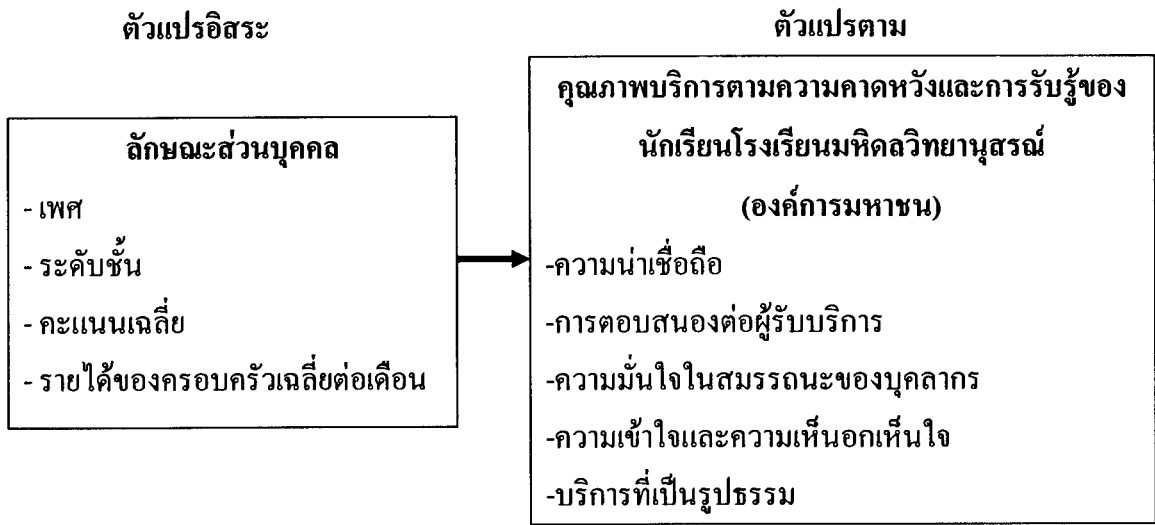 ตัวแปรอิสระ
ลักษณะส่วนบุคคล
- เพศ
- ระดับชั้น
- คะแนนเฉลี่ย
- รายได้ของครอบครัวเฉลี่ยต่อเดือน
ตัวแปรตาม
คุณภาพบริการตามความคาดหวังและการรับรู้ของ
นักเรียนโรงเรียนมหิดลวิทยานุสรณ์
(องค์การมหาชน)
-ความน่าเชื่อถือ
-การตอบสนองต่อผู้รับบริการ
-ความมั่นใจในสมรรถนะของบุคลากร
-ความเข้าใจและความเห็นอกเห็นใจ
-บริการที่เป็นรูปธรรม